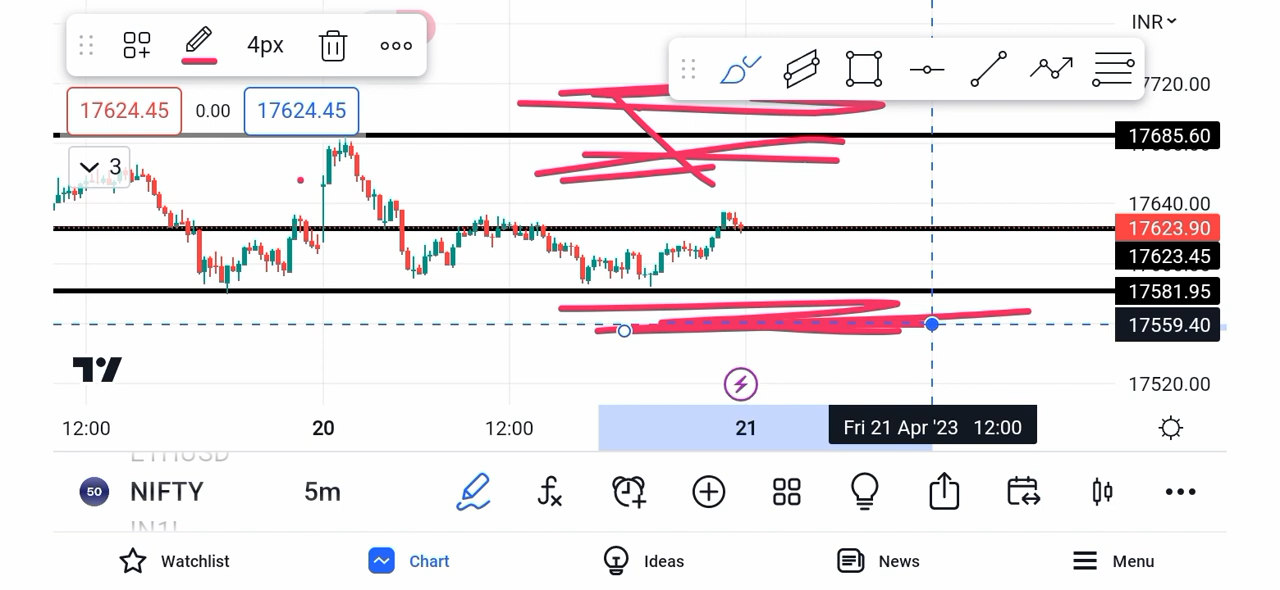 4px
INR
17720.00
17624.45 0.00 17624.45
17685.60
3
17640.00
17623.90
17623.45
17581.95
17559.40
17520.00
12:00 20 12:00 21 Fri 21 Apr '23 12:00
ETHUSD
50 NIFTY 5m
Watchlist Chart Ideas News Menu